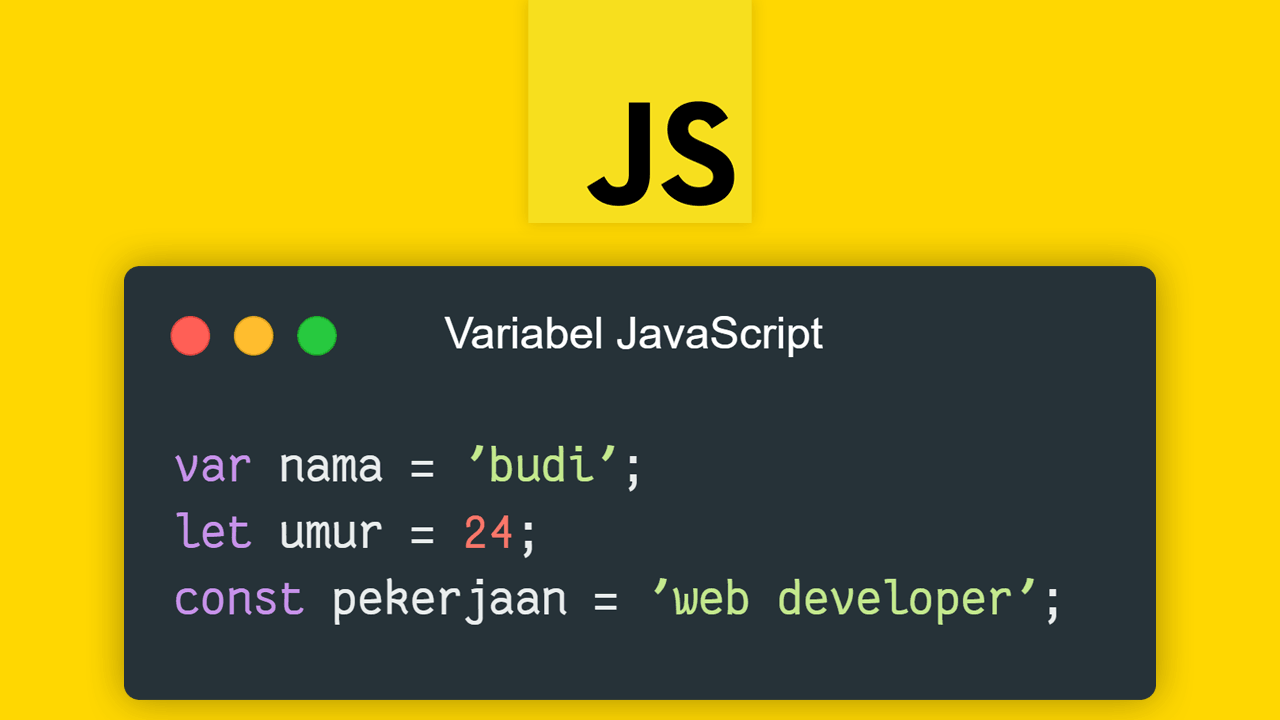 JS
Variabel JavaScript
var nama = ’budi’;
let umur = 24;
const pekerjaan = ’web developer’;